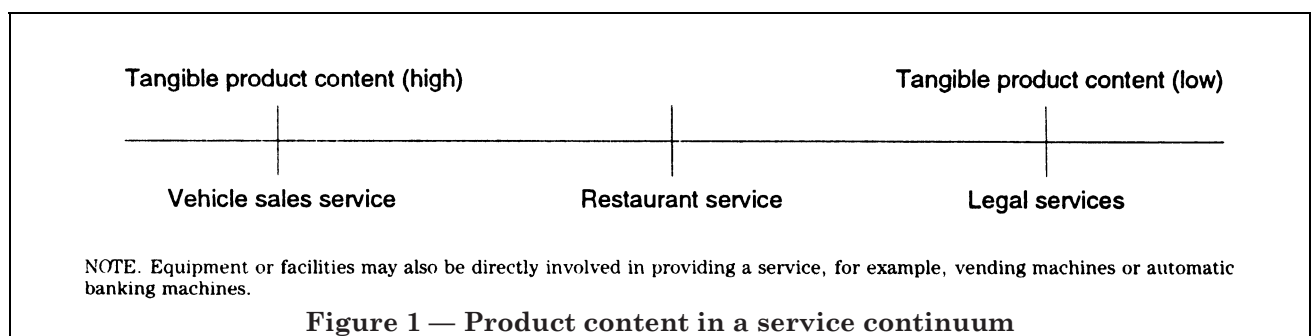 Tangible product content (high)
Tangible product content (low)
Vehicle sales service
Restaurant service
Legal services
NOTE. Equipment or facilities may also be directly involved in providing a service, for example, vending machines or automatic
banking machines.
Figure 1 — Product content in a service continuum